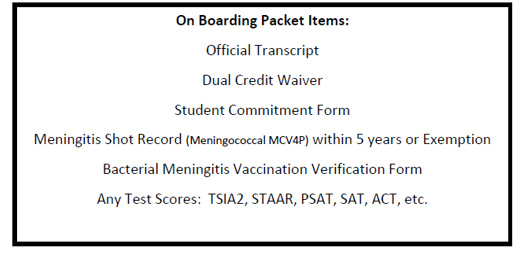 On Boarding Packet Items:
Official Transcript
Dual Credit Waiver
Student Commitment Form
Meningitis Shot Record (Meningococcal MCV4P) within 5 years or Exemption
Bacterial Meningitis Vaccination Verification Form
Any Test Scores: TSIA2, STAAR, PSAT, SAT, ACT, etc.